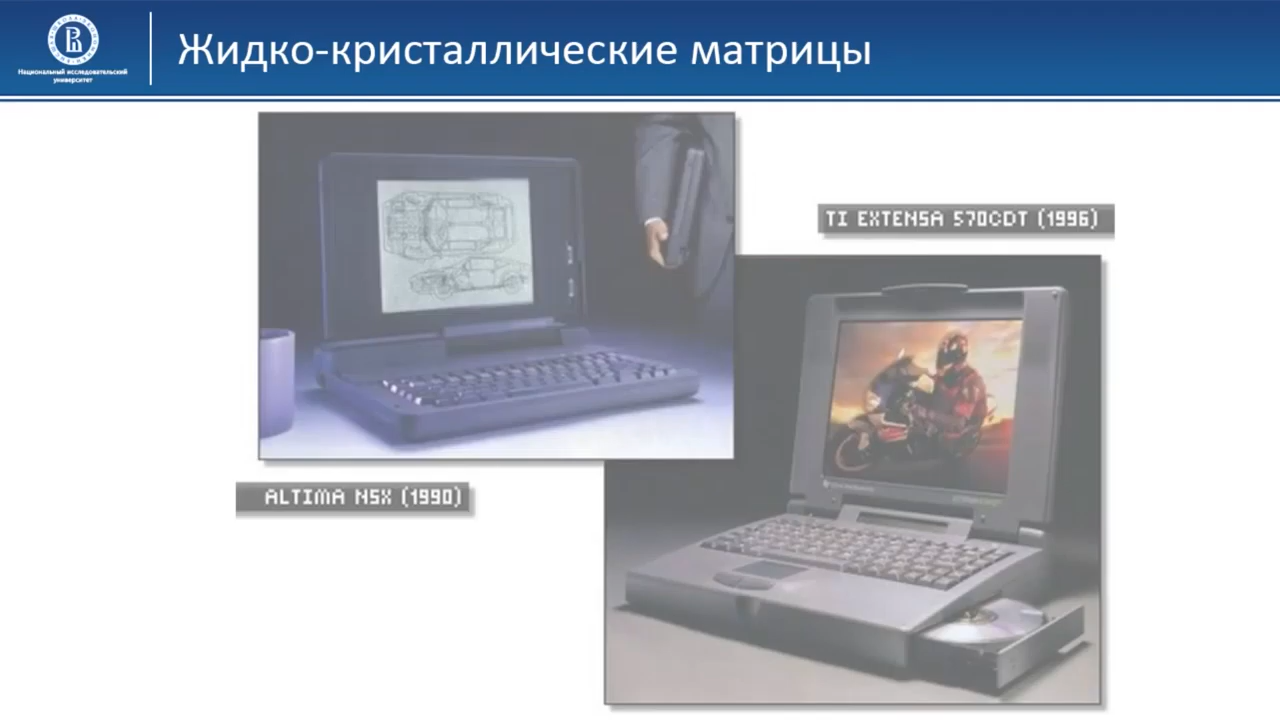 Национальный исследовательский
университет
Жидко-кристаллические матрицы
TI EXTENSA 570CDT (1996)
ALTIMA NSX (1990)